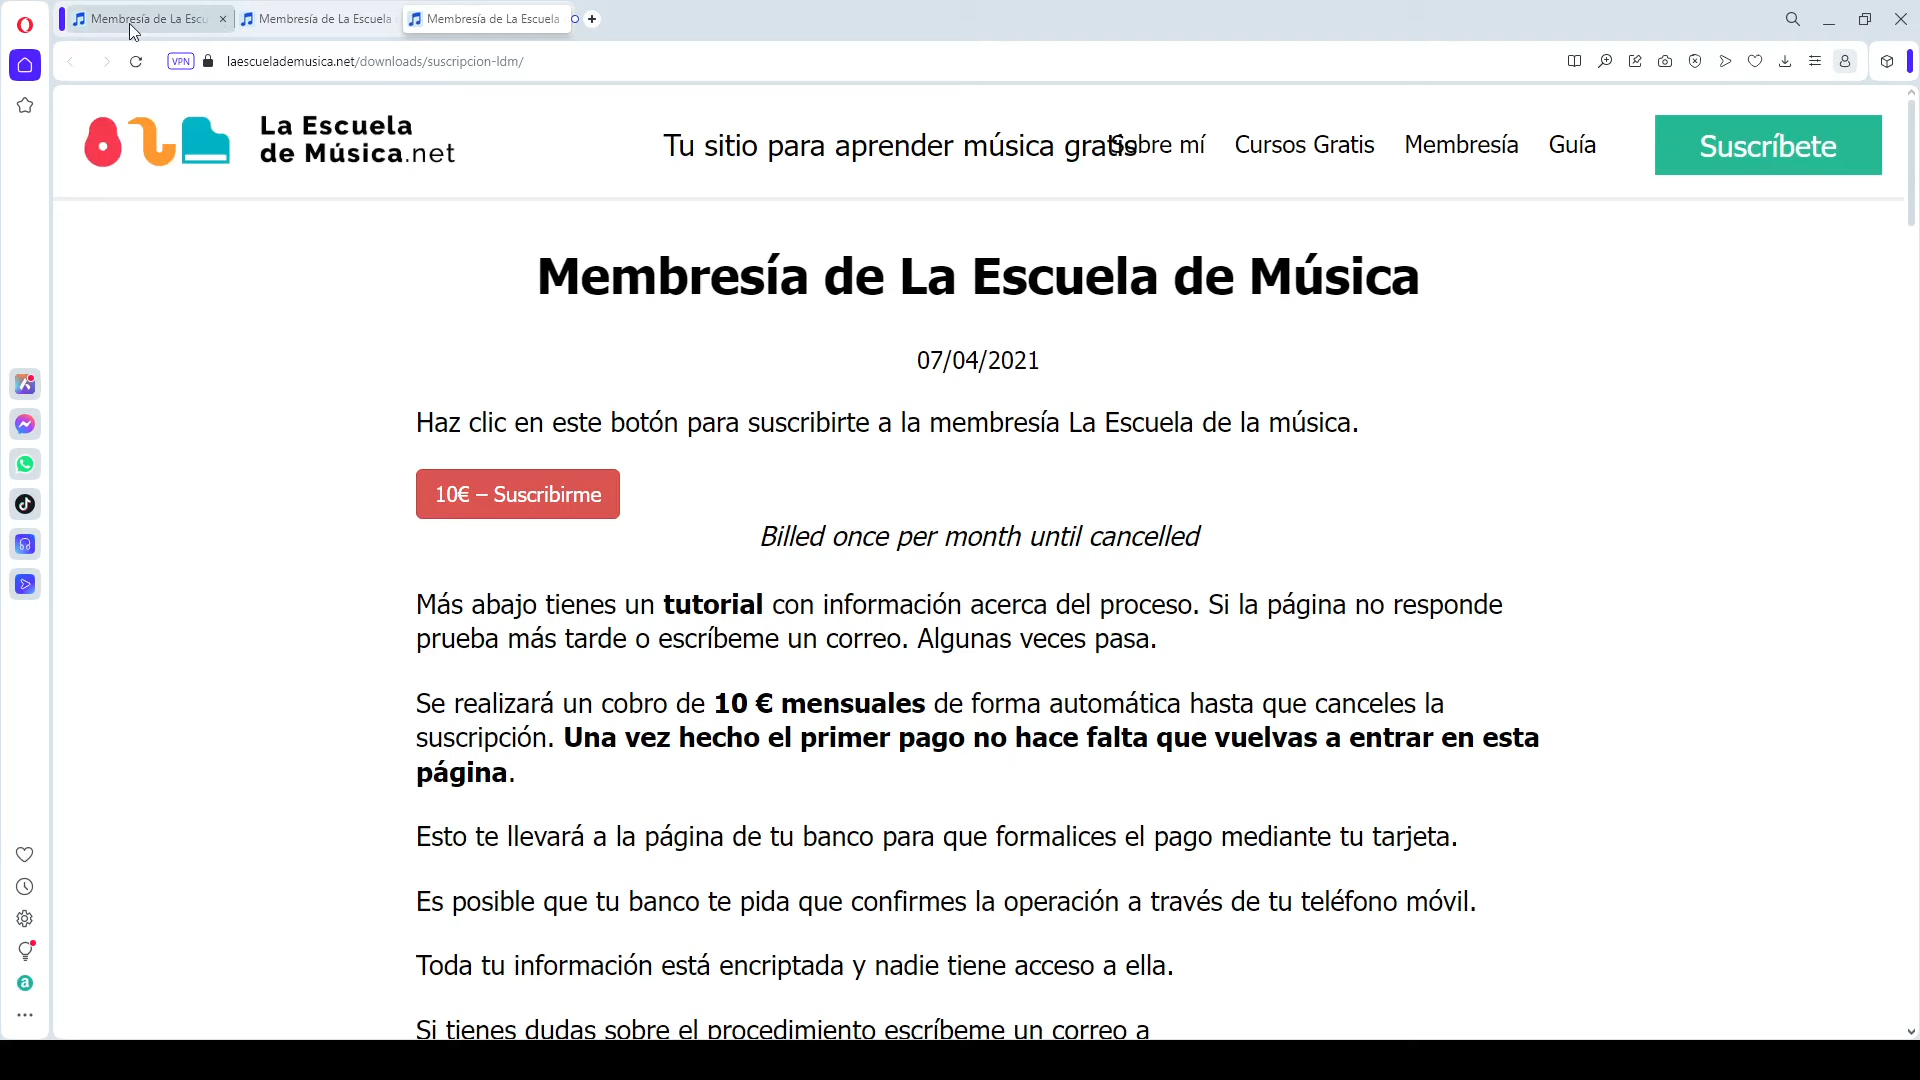 Membresía de La Escu
Membresía de La Escuela
Membresía de La Escuela
VPN
laescuelademusica.net/downloads/suscripcion-ldm/
La Escuela
de Música.net
Tu sitio para aprender música gratis
Sobre mí
Cursos Gratis
Membresía
Guía
Suscríbete
Membresía de La Escuela de Música
07/04/2021
Haz clic en este botón para suscribirte a la membresía La Escuela de la música.
10€ – Suscribirme
Billed once per month until cancelled
Más abajo tienes un tutorial con información acerca del proceso. Si la página no responde
prueba más tarde o escríbeme un correo. Algunas veces pasa.
Se realizará un cobro de 10 € mensuales de forma automática hasta que canceles la
suscripción. Una vez hecho el primer pago no hace falta que vuelvas a entrar en esta
página.
Esto te llevará a la página de tu banco para que formalices el pago mediante tu tarjeta.
Es posible que tu banco te pida que confirmes la operación a través de tu teléfono móvil.
Toda tu información está encriptada y nadie tiene acceso a ella.
Si tienes dudas sobre el procedimiento escríbeme un correo a